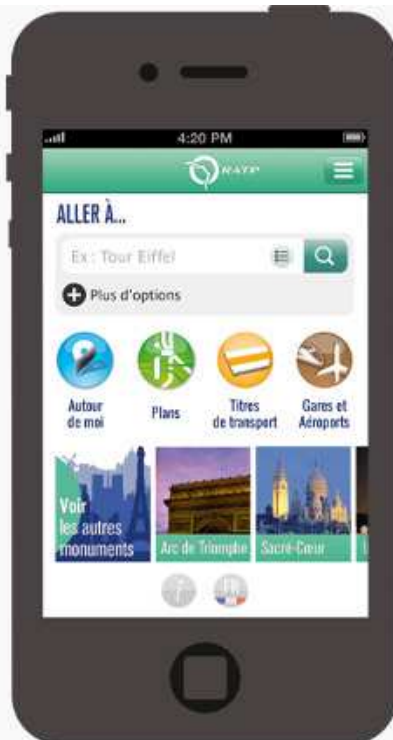 4:20 PM
RATP
ALLER À...
Ex : Tour Eiffel
Plus d'options
Autour
de moi
Plans
Titres
de transport
Gares et
Aéroports
Voir
les autres
monuments
Arc de Triomphe
Sacré-Cœur